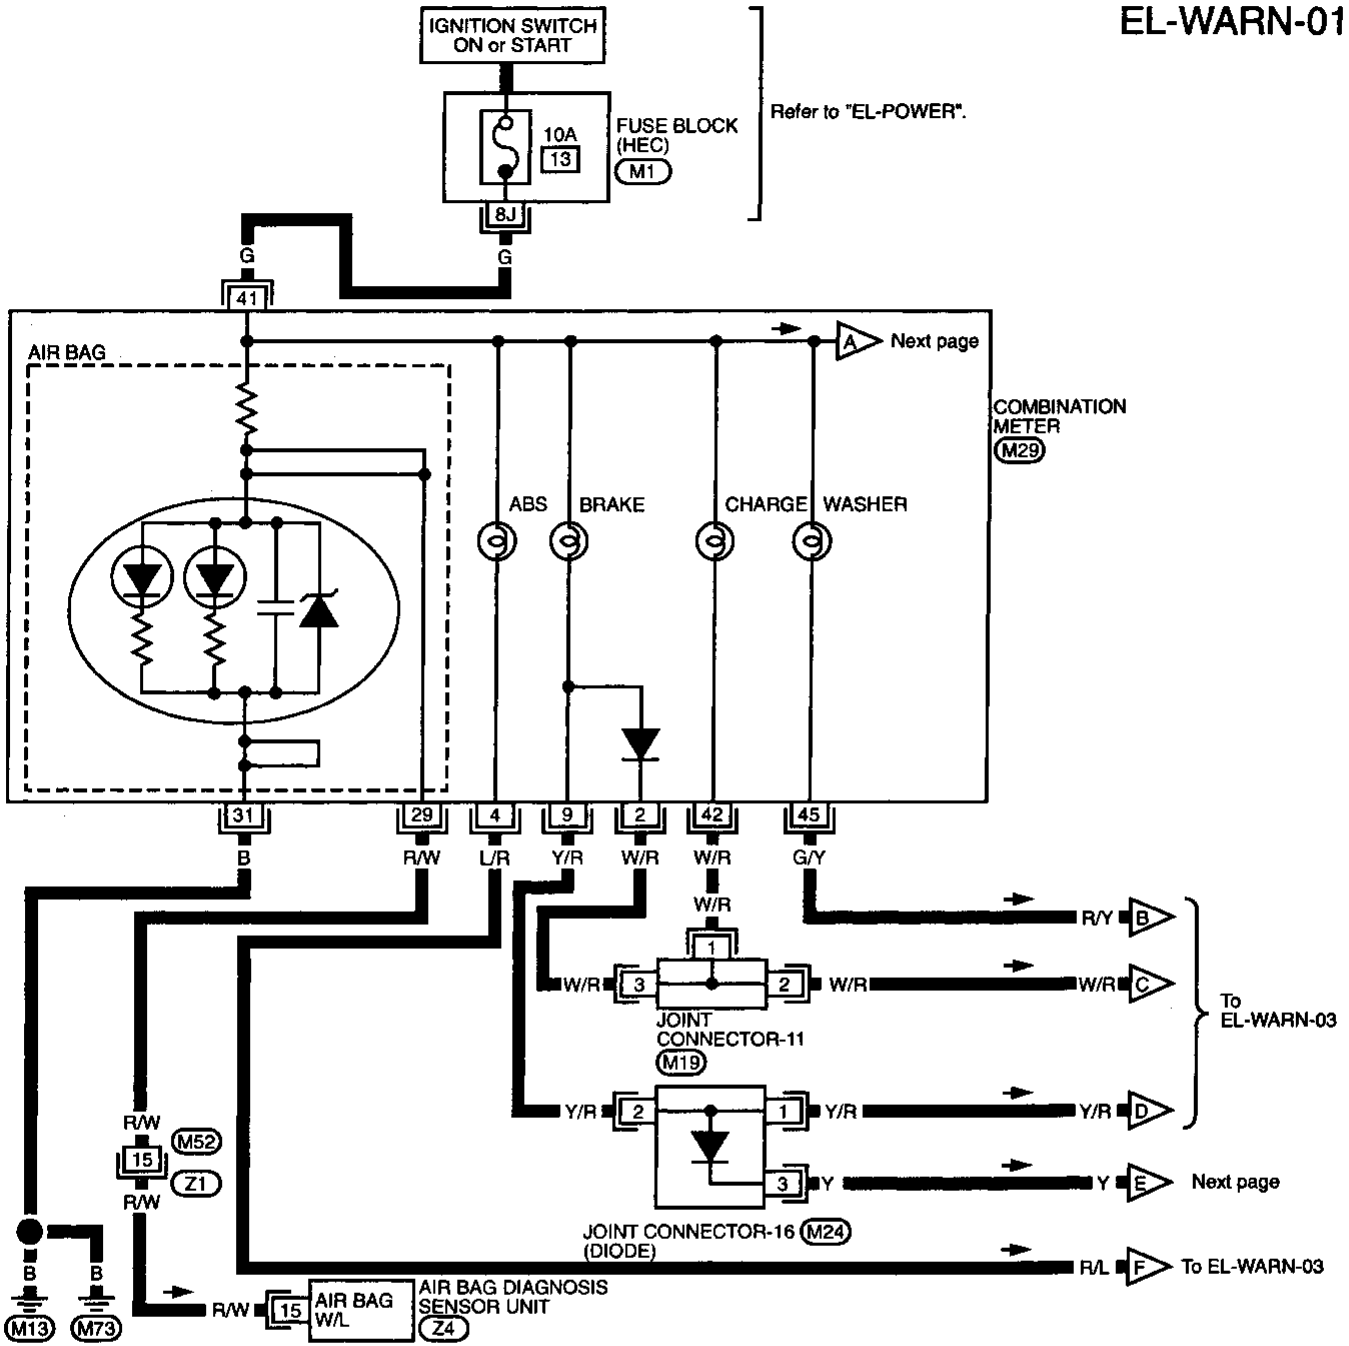 EL-WARN-01
IGNITION SWITCH
ON or START
Refer to "EL-POWER".
10A
13
FUSE BLOCK
(HEC)
M1
8J
G
G
41
AIR BAG
A
Next page
COMBINATION
METER
M29
ABS
BRAKE
CHARGE
WASHER
31
29
4
9
2
42
45
B
R/W
L/R
Y/R
W/R
W/R
G/Y
W/R
1
R/Y
B
W/R
3
2
W/R
W/R
C
JOINT
CONNECTOR-11
M19
To
EL-WARN-03
Y/R
2
1
Y/R
Y/R
D
3
Y
Y
E
Next page
JOINT CONNECTOR-16
M24
(DIODE)
R/W
M52
15
Z1
R/W
R/L
F
To EL-WARN-03
B
B
M13
M73
R/W
15
AIR BAG
W/L
AIR BAG DIAGNOSIS
SENSOR UNIT
Z4